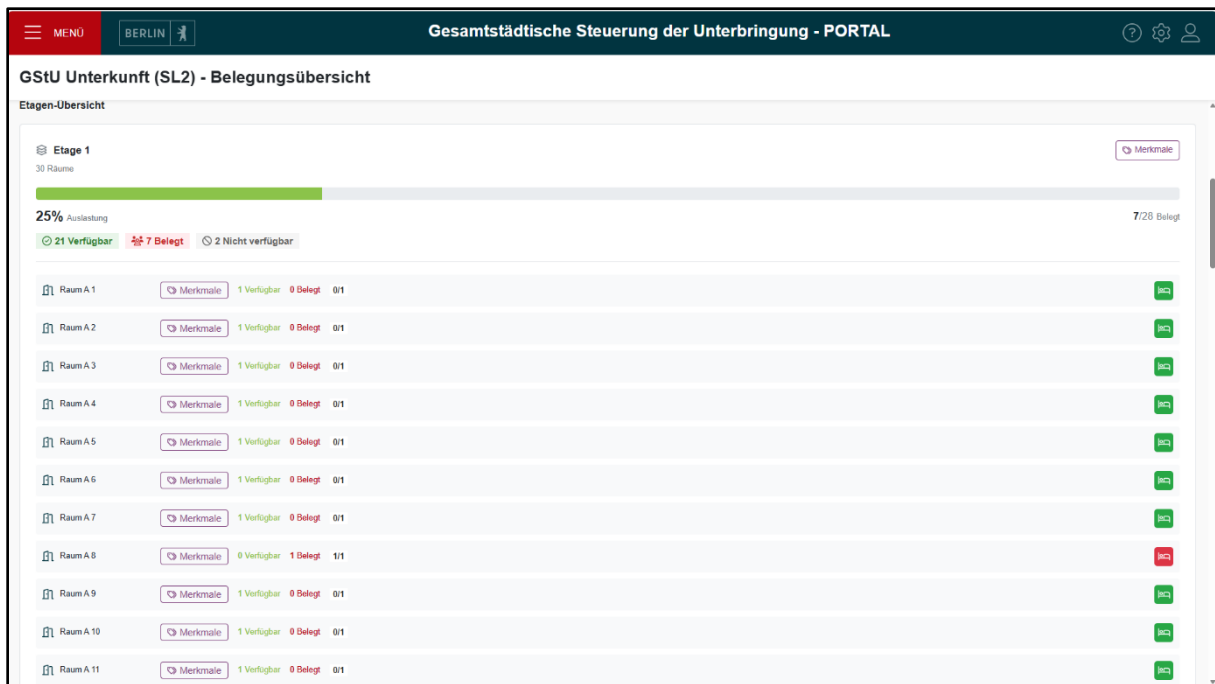 MENÜ BERLIN Gesamtstädtische Steuerung der Unterbringung - PORTAL
GStU Unterkunft (SL2) - Belegungsübersicht
Etagen-Übersicht
Etage 1 Merkmale
30 Räume
25% Auslastung 7/28 Belegt
21 Verfügbar 7 Belegt 2 Nicht verfügbar
Raum A 1 Merkmale 1 Verfügbar 0 Belegt 0/1
Raum A 2 Merkmale 1 Verfügbar 0 Belegt 0/1
Raum A 3 Merkmale 1 Verfügbar 0 Belegt 0/1
Raum A 4 Merkmale 1 Verfügbar 0 Belegt 0/1
Raum A 5 Merkmale 1 Verfügbar 0 Belegt 0/1
Raum A 6 Merkmale 1 Verfügbar 0 Belegt 0/1
Raum A 7 Merkmale 1 Verfügbar 0 Belegt 0/1
Raum A 8 Merkmale 0 Verfügbar 1 Belegt 1/1
Raum A 9 Merkmale 1 Verfügbar 0 Belegt 0/1
Raum A 10 Merkmale 1 Verfügbar 0 Belegt 0/1
Raum A 11 Merkmale 1 Verfügbar 0 Belegt 0/1